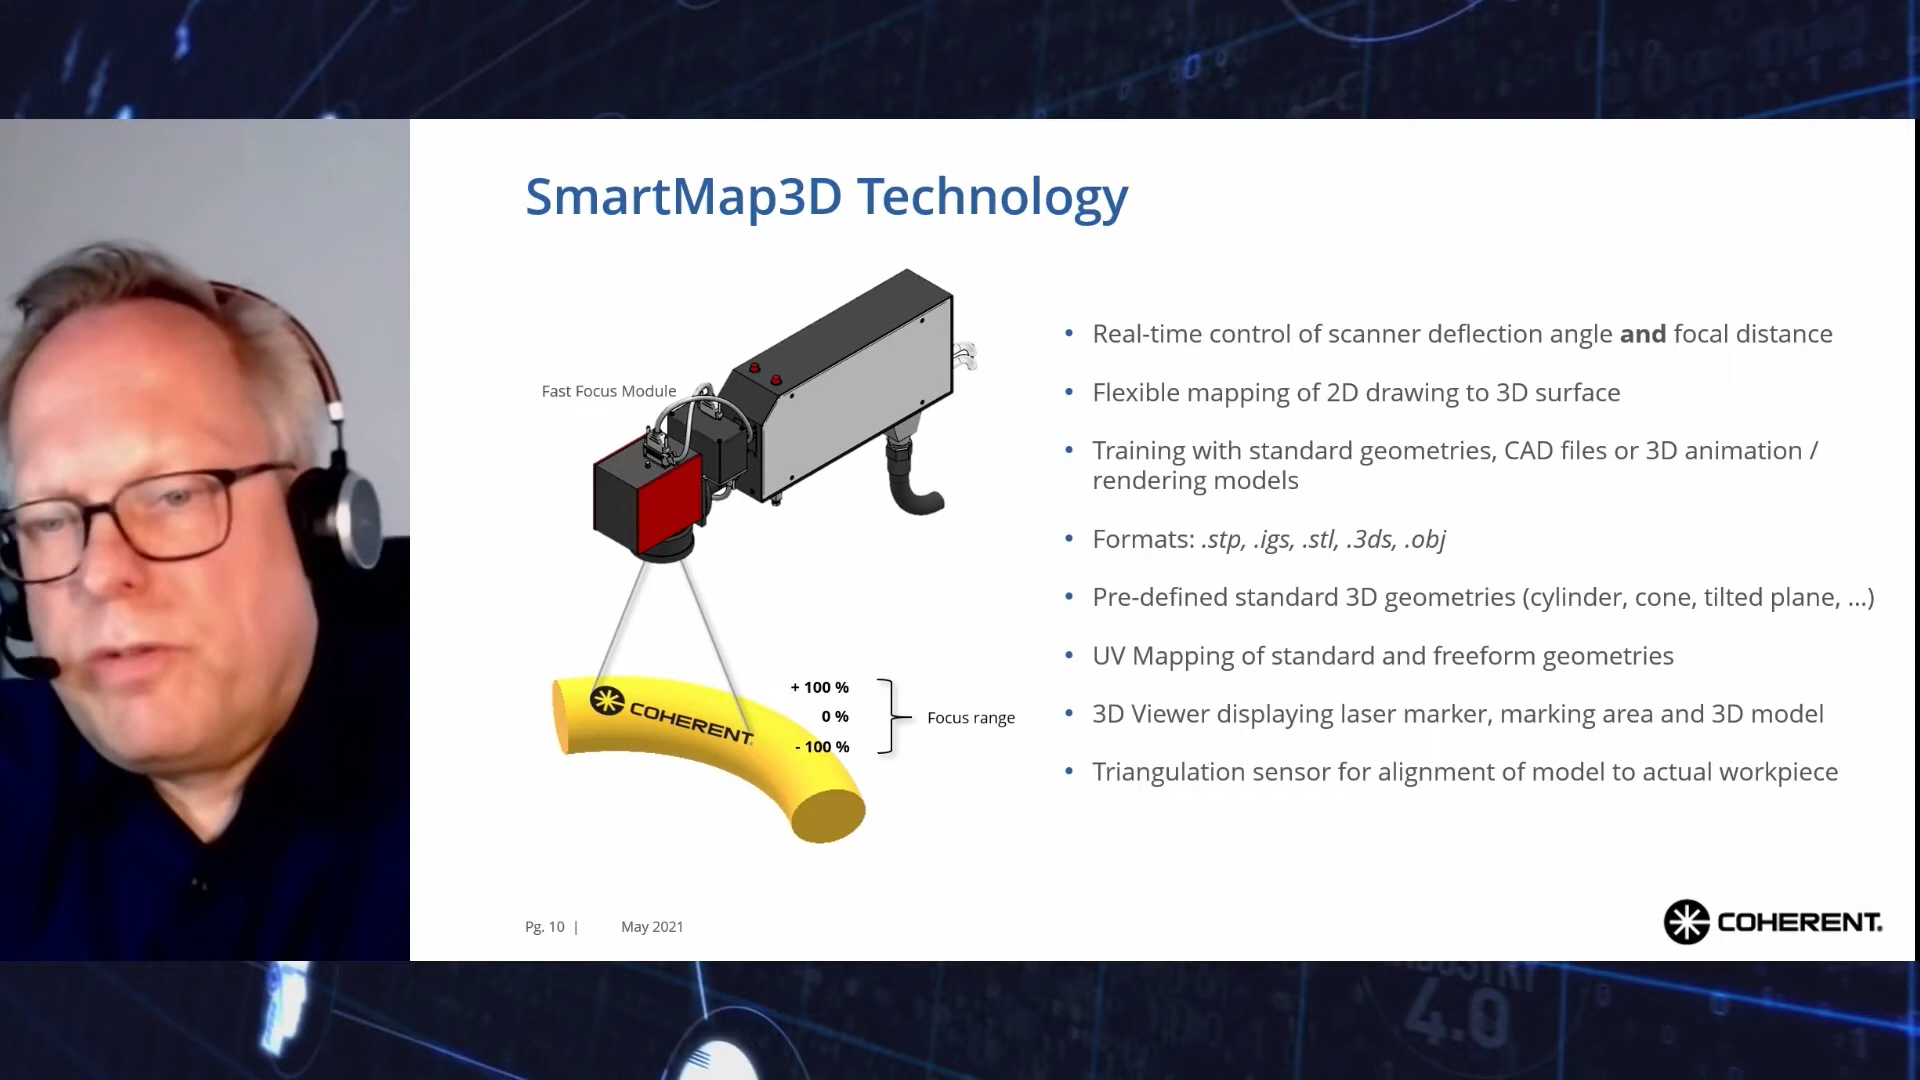 SmartMap3D Technology
Fast Focus Module
COHERENT
+ 100 %
0 %
- 100 %
Focus range
• Real-time control of scanner deflection angle and focal distance
• Flexible mapping of 2D drawing to 3D surface
• Training with standard geometries, CAD files or 3D animation /
rendering models
• Formats: .stp, .igs, .stl, .3ds, .obj
• Pre-defined standard 3D geometries (cylinder, cone, tilted plane, ...)
• UV Mapping of standard and freeform geometries
• 3D Viewer displaying laser marker, marking area and 3D model
• Triangulation sensor for alignment of model to actual workpiece
Pg. 10 | May 2021
COHERENT.
INDUSTRY
4.0